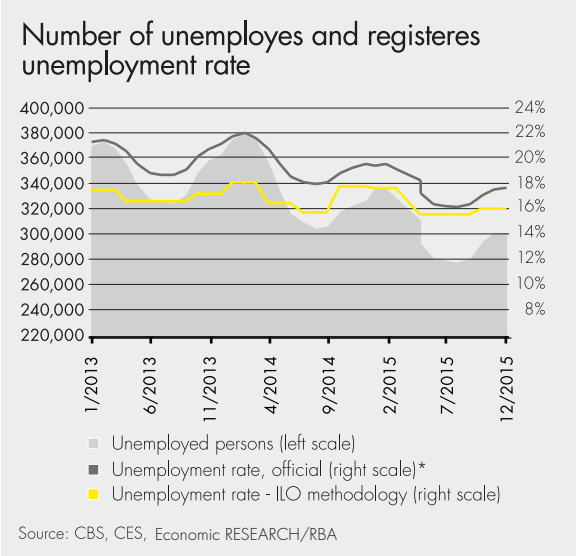 Number of unemployes and registeres
unemployment rate
400,000 24%
380,000 22%
360,000 20%
340,000 18%
320,000 16%
300,000 14%
280,000 12%
260,000 10%
240,000 8%
220,000
1/2013 6/2013 11/2013 4/2014 9/2014 2/2015 7/2015 12/2015
Unemployed persons (left scale)
Unemployment rate, official (right scale)*
Unemployment rate - ILO methodology (right scale)
Source: CBS, CES, Economic RESEARCH/RBA